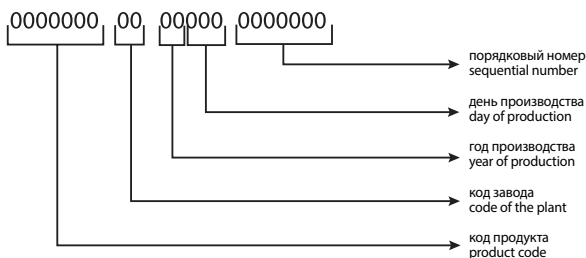 0000000 00 00000 0000000
порядковый номер
sequential number
день производства
day of production
год производства
year of production
код завода
code of the plant
код продукта
product code